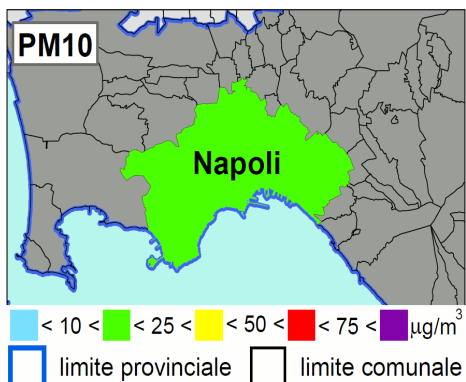 PM10
Napoli
< 10 < < 25 < < 50 < < 75 < µg/m³
limite provinciale limite comunale